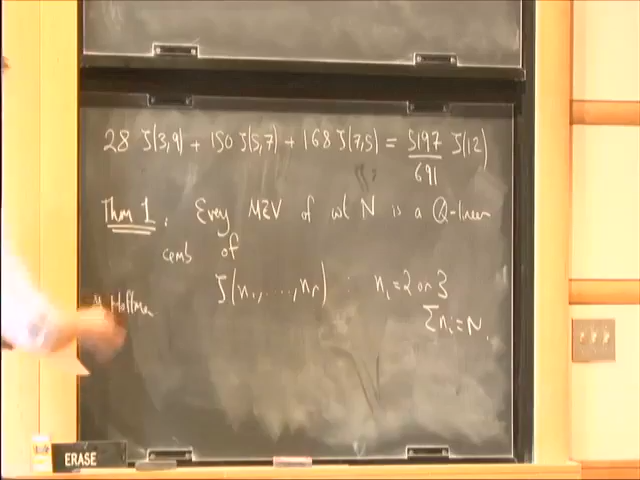 28 ζ(3,9) + 150 ζ(5,7) + 168 ζ(7,5) = 5197/691 ζ(12)
Thm 1. Every MZV of wt N is a Q-linear
comb of
ζ(n₁,...,nᵣ) nᵢ = 2 or 3
Hoffman
Σnᵢ = N.
ERASE